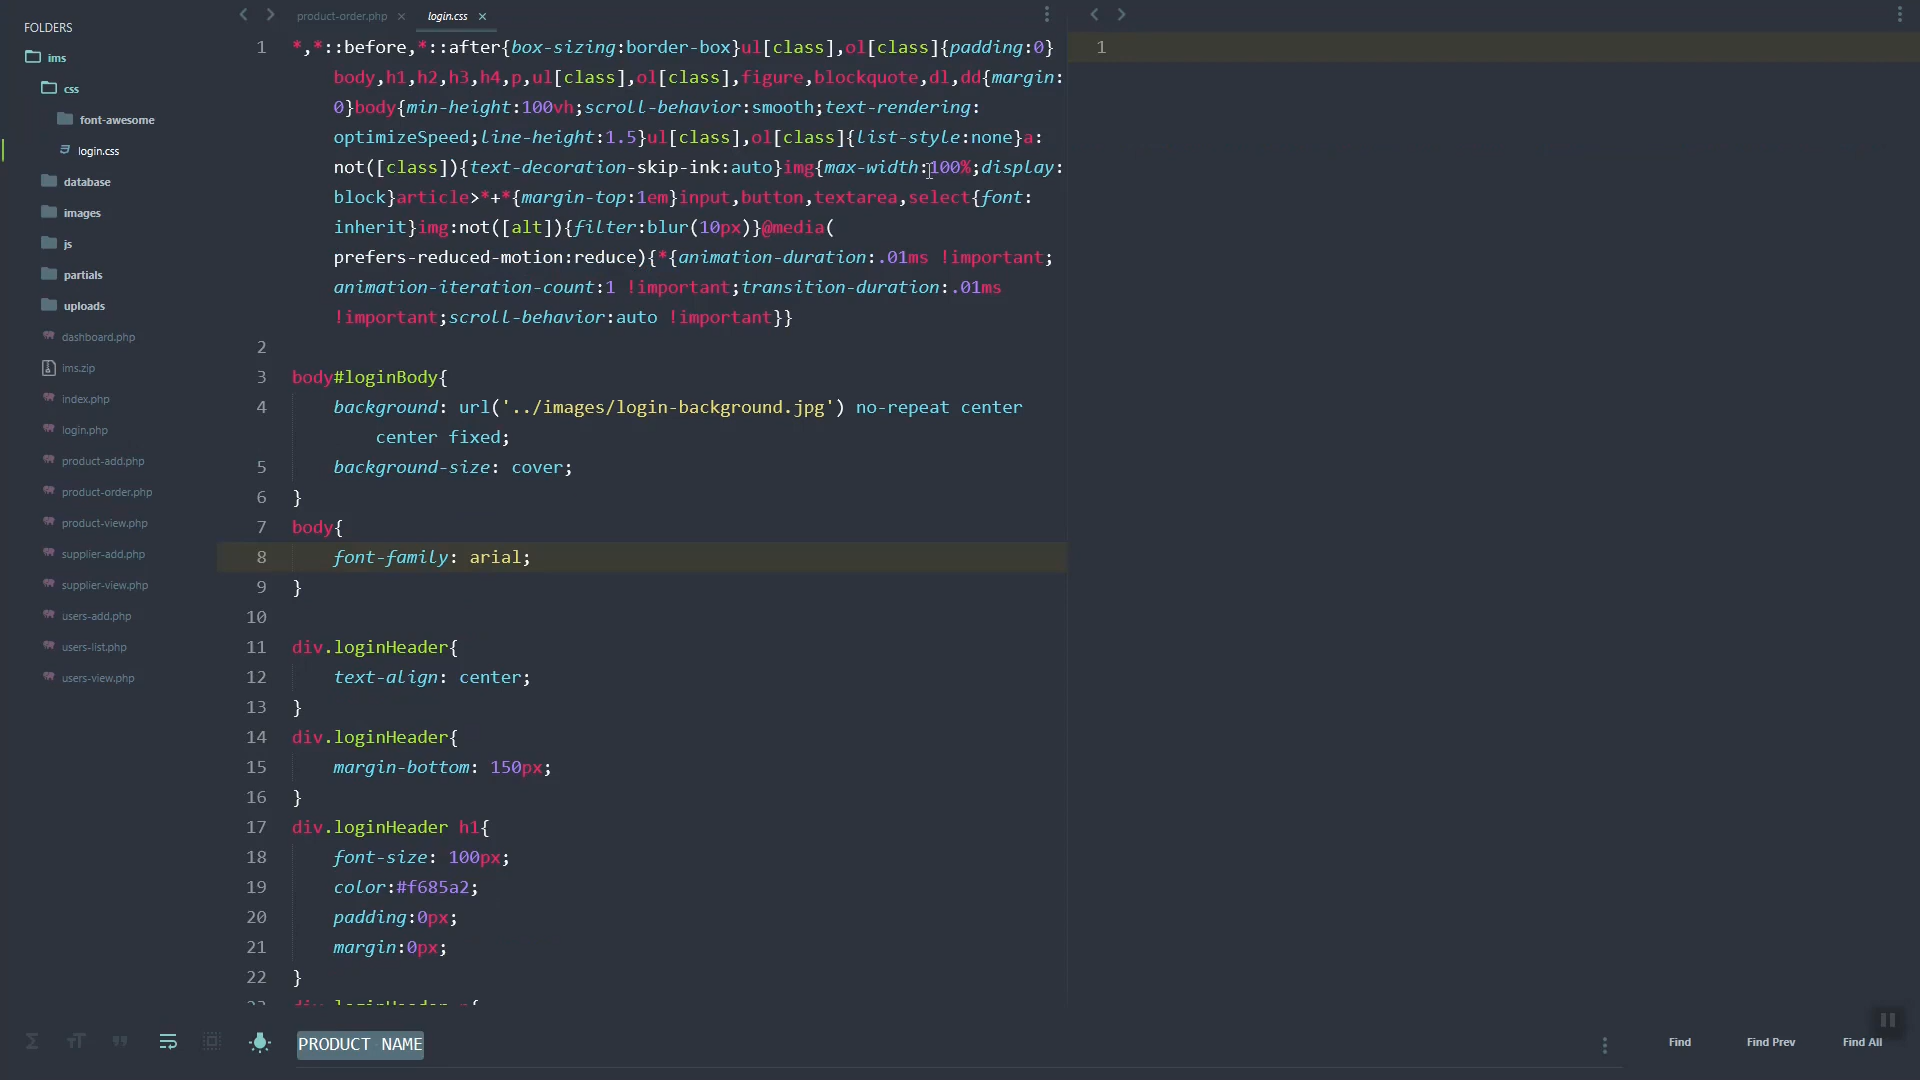 FOLDERS
ims
css
font-awesome
login.css
database
images
js
partials
uploads
dashboard.php
ims.zip
index.php
login.php
product-add.php
product-order.php
product-view.php
supplier-add.php
supplier-view.php
users-add.php
users-list.php
users-view.php
product-order.php
login.css
1 *,*::before,*::after{box-sizing:border-box}ul[class],ol[class]{padding:0}
body,h1,h2,h3,h4,p,ul[class],ol[class],figure,blockquote,dl,dd{margin:
0}body{min-height:100vh;scroll-behavior:smooth;text-rendering:
optimizeSpeed;line-height:1.5}ul[class],ol[class]{list-style:none}a:
not([class]){text-decoration-skip-ink:auto}img{max-width:100%;display:
block}article>*+*{margin-top:1em}input,button,textarea,select{font:
inherit}img:not([alt]){filter:blur(10px)}@media(
prefers-reduced-motion:reduce){*{animation-duration:.01ms !important;
animation-iteration-count:1 !important;transition-duration:.01ms
!important;scroll-behavior:auto !important}}
2
3 body#loginBody{
4 background: url('../images/login-background.jpg') no-repeat center
center fixed;
5 background-size: cover;
6 }
7 body{
8 font-family: arial;
9 }
10
11 div.loginHeader{
12 text-align: center;
13 }
14 div.loginHeader{
15 margin-bottom: 150px;
16 }
17 div.loginHeader h1{
18 font-size: 100px;
19 color:#f685a2;
20 padding:0px;
21 margin:0px;
22 }
23 div.loginHeader p{
1
PRODUCT NAME
Find
Find Prev
Find All